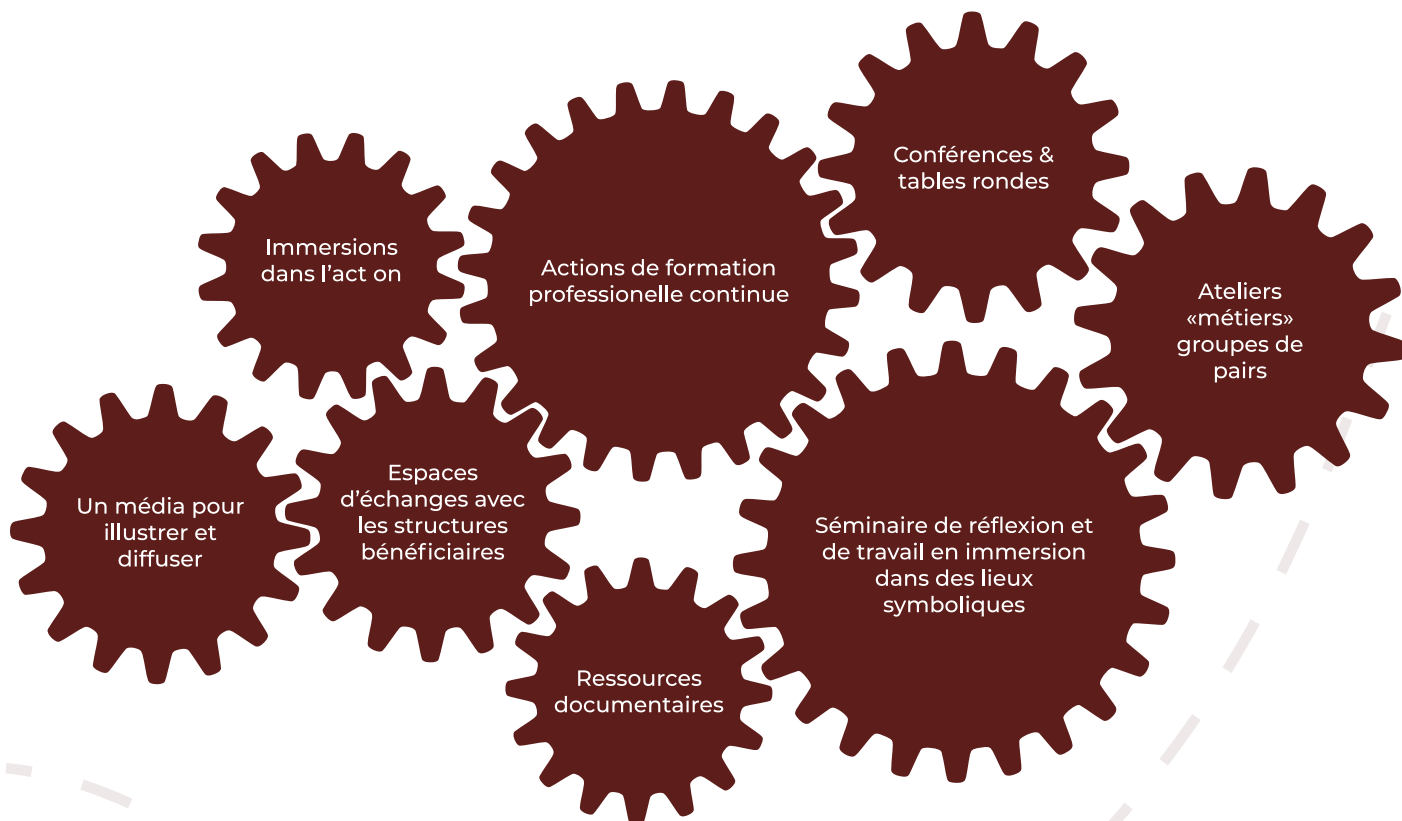 Conférences &
tables rondes
Immersions
dans l'act on
Actions de formation
professionelle continue
Ateliers
«métiers»
groupes de
pairs
Un média pour
illustrer et
diffuser
Espaces
d'échanges avec
les structures
bénéficiaires
Séminaire de réflexion et
de travail en immersion
dans des lieux
symboliques
Ressources
documentaires